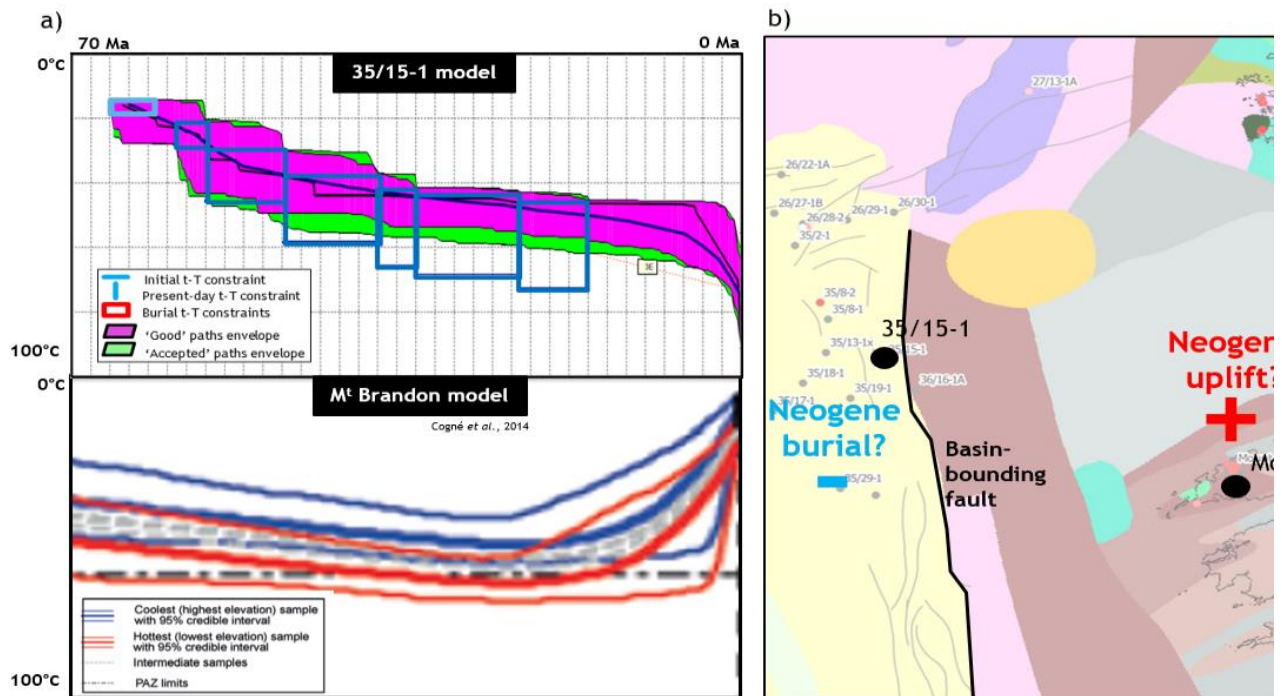 a)
70 Ma
0 Ma
0°C
35/15-1 model
Initial t-T constraint
Present-day t-T constraint
Burial t-T constraints
'Good' paths envelope
'Accepted' paths envelope
100°C
0°C
Mt Brandon model
Cogné et al., 2014
Coolest (highest elevation) sample
with 95% credible interval
Hottest (lowest elevation) sample
with 95% credible interval
Intermediate samples
PAZ limits
100°C
b)
27/13-1A
26/22-1A
26/27-1B
26/28-2
26/29-1
26/30-1
35/2-1
35/8-2
35/8-1
35/15-1
35/13-1x
35/18-1
35/19-1
36/16-1A
35/17-1
Neogene
burial?
35/29-1
Basin-
bounding
fault
Neogen
uplift?
Mo